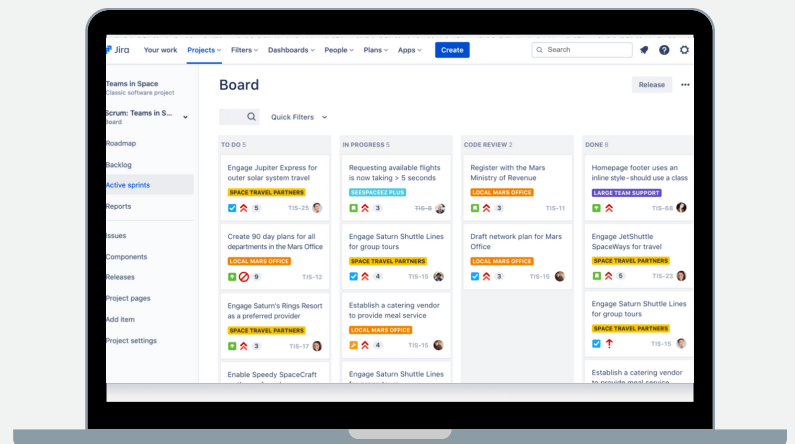 Jira
Your work Projects Filters Dashboards People Plans Apps Create Search
Teams in Space
Classic software project
Scrum: Teams in S...
Board
Roadmap
Backlog
Active sprints
Reports
Issues
Components
Releases
Project pages
Add item
Project settings
Board
Release
Quick Filters
TO DO 5
Engage Jupiter Express for
outer solar system travel
SPACE TRAVEL PARTNERS
5 TIS-25
Create 90 day plans for all
departments in the Mars Office
LOCAL MARS OFFICE
9 TIS-12
Engage Saturn's Rings Resort
as a preferred provider
SPACE TRAVEL PARTNERS
3 TIS-17
Enable Speedy SpaceCraft
IN PROGRESS 5
Requesting available flights
is now taking > 5 seconds
SEESPACEEZ PLUS
3 TIS-8
Engage Saturn Shuttle Lines
for group tours
SPACE TRAVEL PARTNERS
4 TIS-15
Establish a catering vendor
to provide meal service
LOCAL MARS OFFICE
4 TIS-15
Engage Saturn Shuttle Lines
CODE REVIEW 2
Register with the Mars
Ministry of Revenue
LOCAL MARS OFFICE
3 TIS-11
Draft network plan for Mars
Office
LOCAL MARS OFFICE
3 TIS-15
DONE 8
Homepage footer uses an
inline style-should use a class
LARGE TEAM SUPPORT
TIS-68
Engage JetShuttle
SpaceWays for travel
SPACE TRAVEL PARTNERS
5 TIS-23
Engage Saturn Shuttle Lines
for group tours
SPACE TRAVEL PARTNERS
TIS-15
Establish a catering vendor
to provide meal service